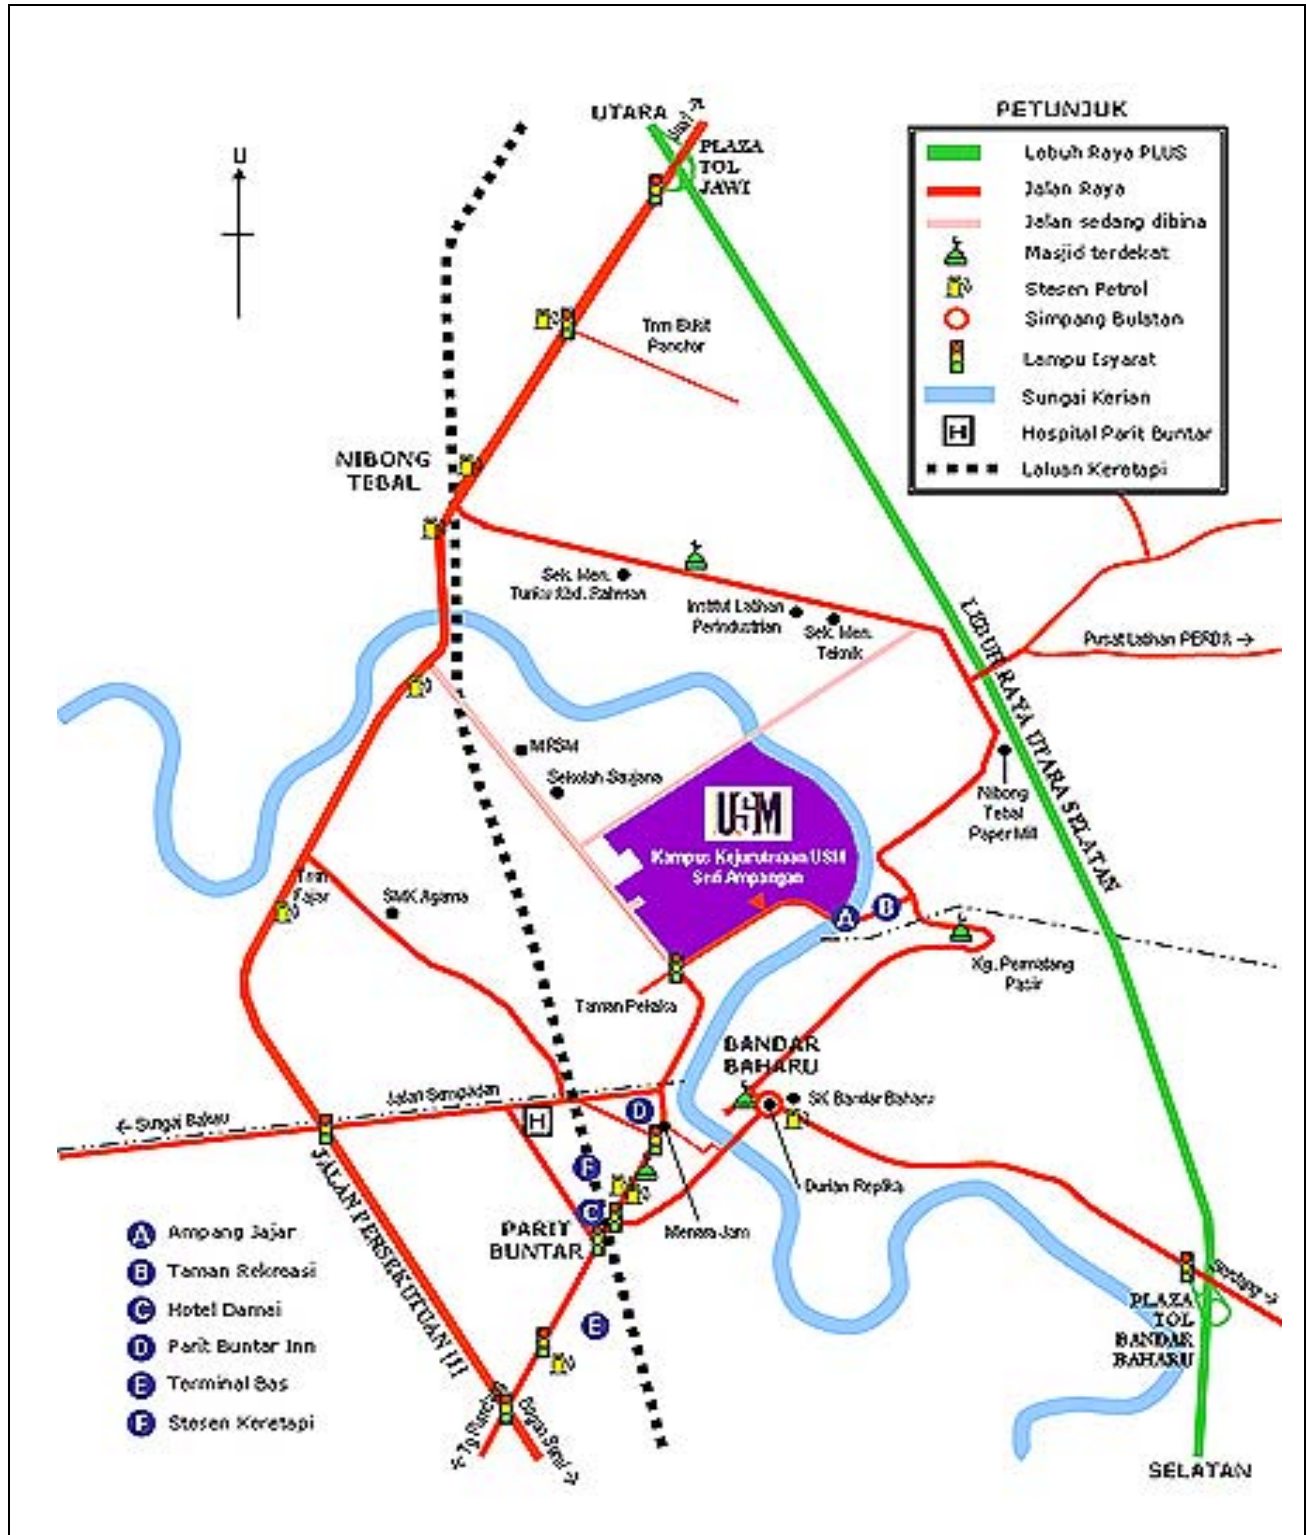 UTARA
Jawi
PLAZA
TOL
JAWI
U
PETUNJUK
Lebuh Raya PLUS
Jalan Raya
Jalan sedang dibina
Masjid terdekat
Stesen Petrol
Simpang Bulatan
Lampu Isyarat
Sungai Kerian
H
Hospital Parit Buntar
Laluan Keretapi
Tmn Bukit
Panchor
NIBONG
TEBAL
Sek. Men.
Tunku Abd. Rahman
Institut Latihan
Perindustrian
Sek. Men.
Teknik
LEBUH RAYA UTARA SELATAN
Pusat Latihan PERDA →
MRSM
Sekolah Saujana
Nibong
Tebal
Paper Mill
USM
Kampus Kejuruteraan USM
Seri Ampangan
Tmn
Fajar
SMK Agama
A
B
Kg. Permatang
Pasir
Taman Pekaka
BANDAR
BAHARU
Jalan Sempadan
← Sungai Bakau
SK Bandar Baharu
D
H
F
Durian Replika
C
Menara Jam
PARIT
BUNTAR
JALAN PERSEKUTUAN [1]
E
Serdang →
PLAZA
TOL
BANDAR
BAHARU
A Ampang Jajar
B Taman Rekreasi
C Hotel Damai
D Parit Buntar Inn
E Terminal Bas
F Stesen Keretapi
SELATAN